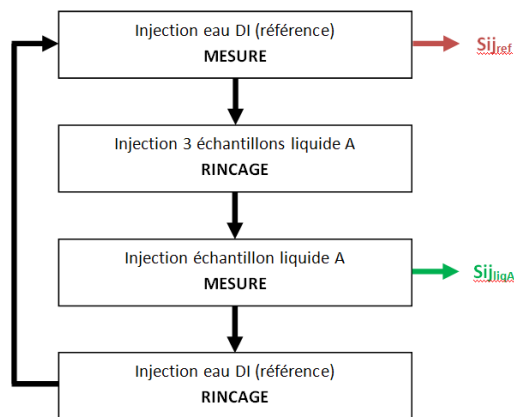 Injection eau DI (référence)
MESURE
Sijref
Injection 3 échantillons liquide A
RINCAGE
Injection échantillon liquide A
MESURE
SijliqA
Injection eau DI (référence)
RINCAGE